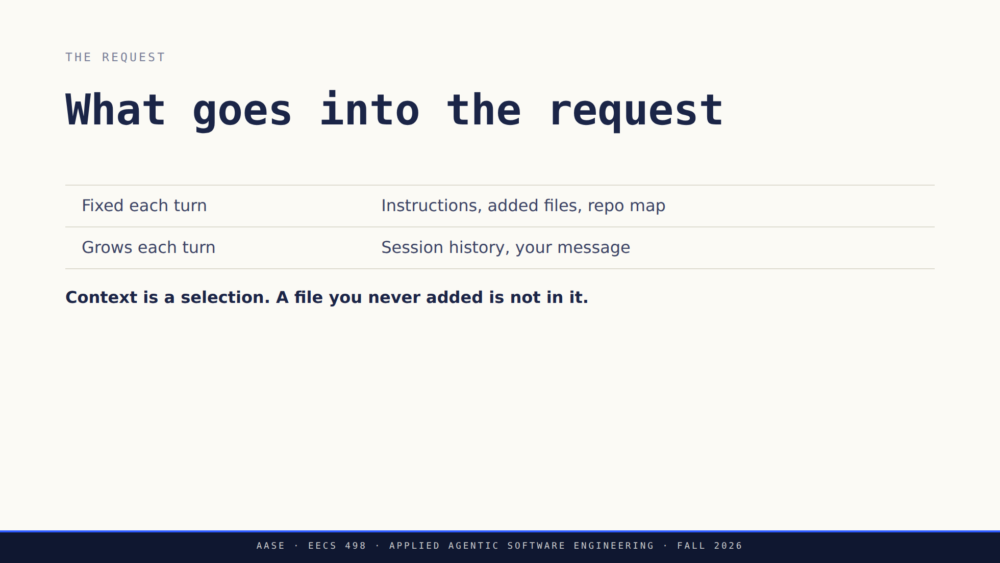 THE REQUEST
What goes into the request
Fixed each turn Instructions, added files, repo map
Grows each turn Session history, your message
Context is a selection. A file you never added is not in it.
AASE · EECS 498 · APPLIED AGENTIC SOFTWARE ENGINEERING · FALL 2026